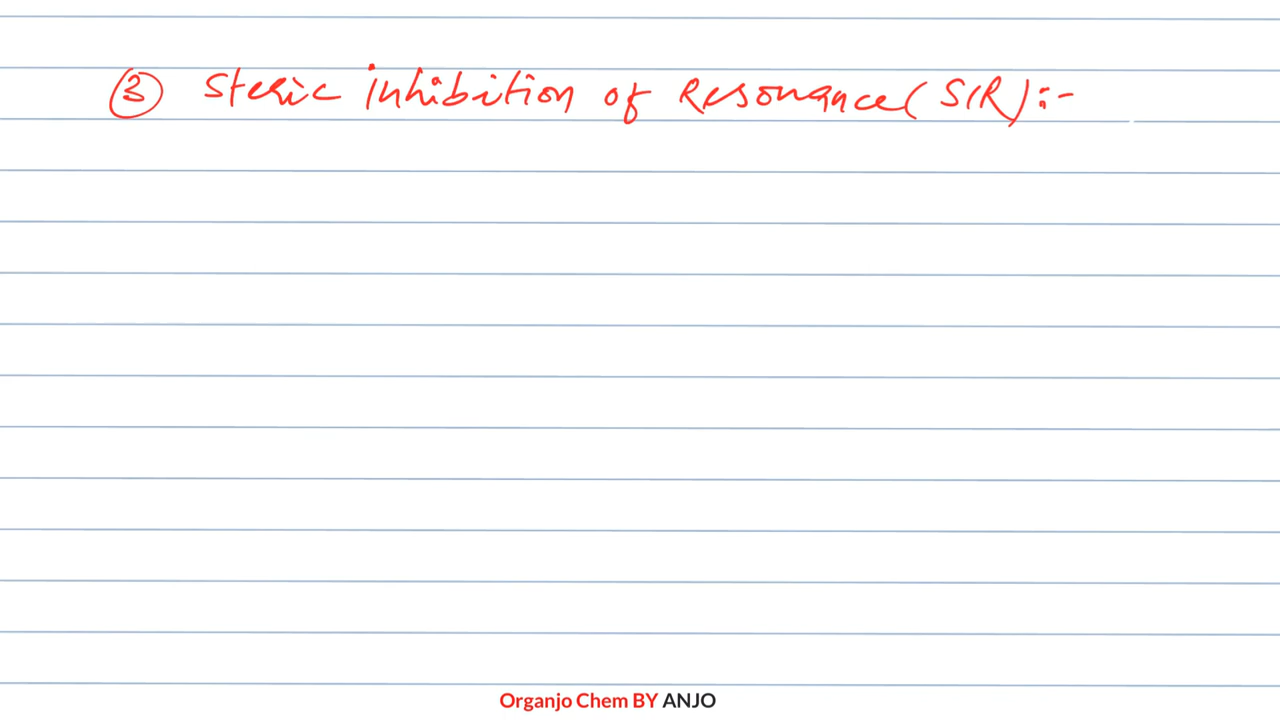 ③ Steric inhibition of Resonance (SIR) :-
Organjo Chem BY ANJO